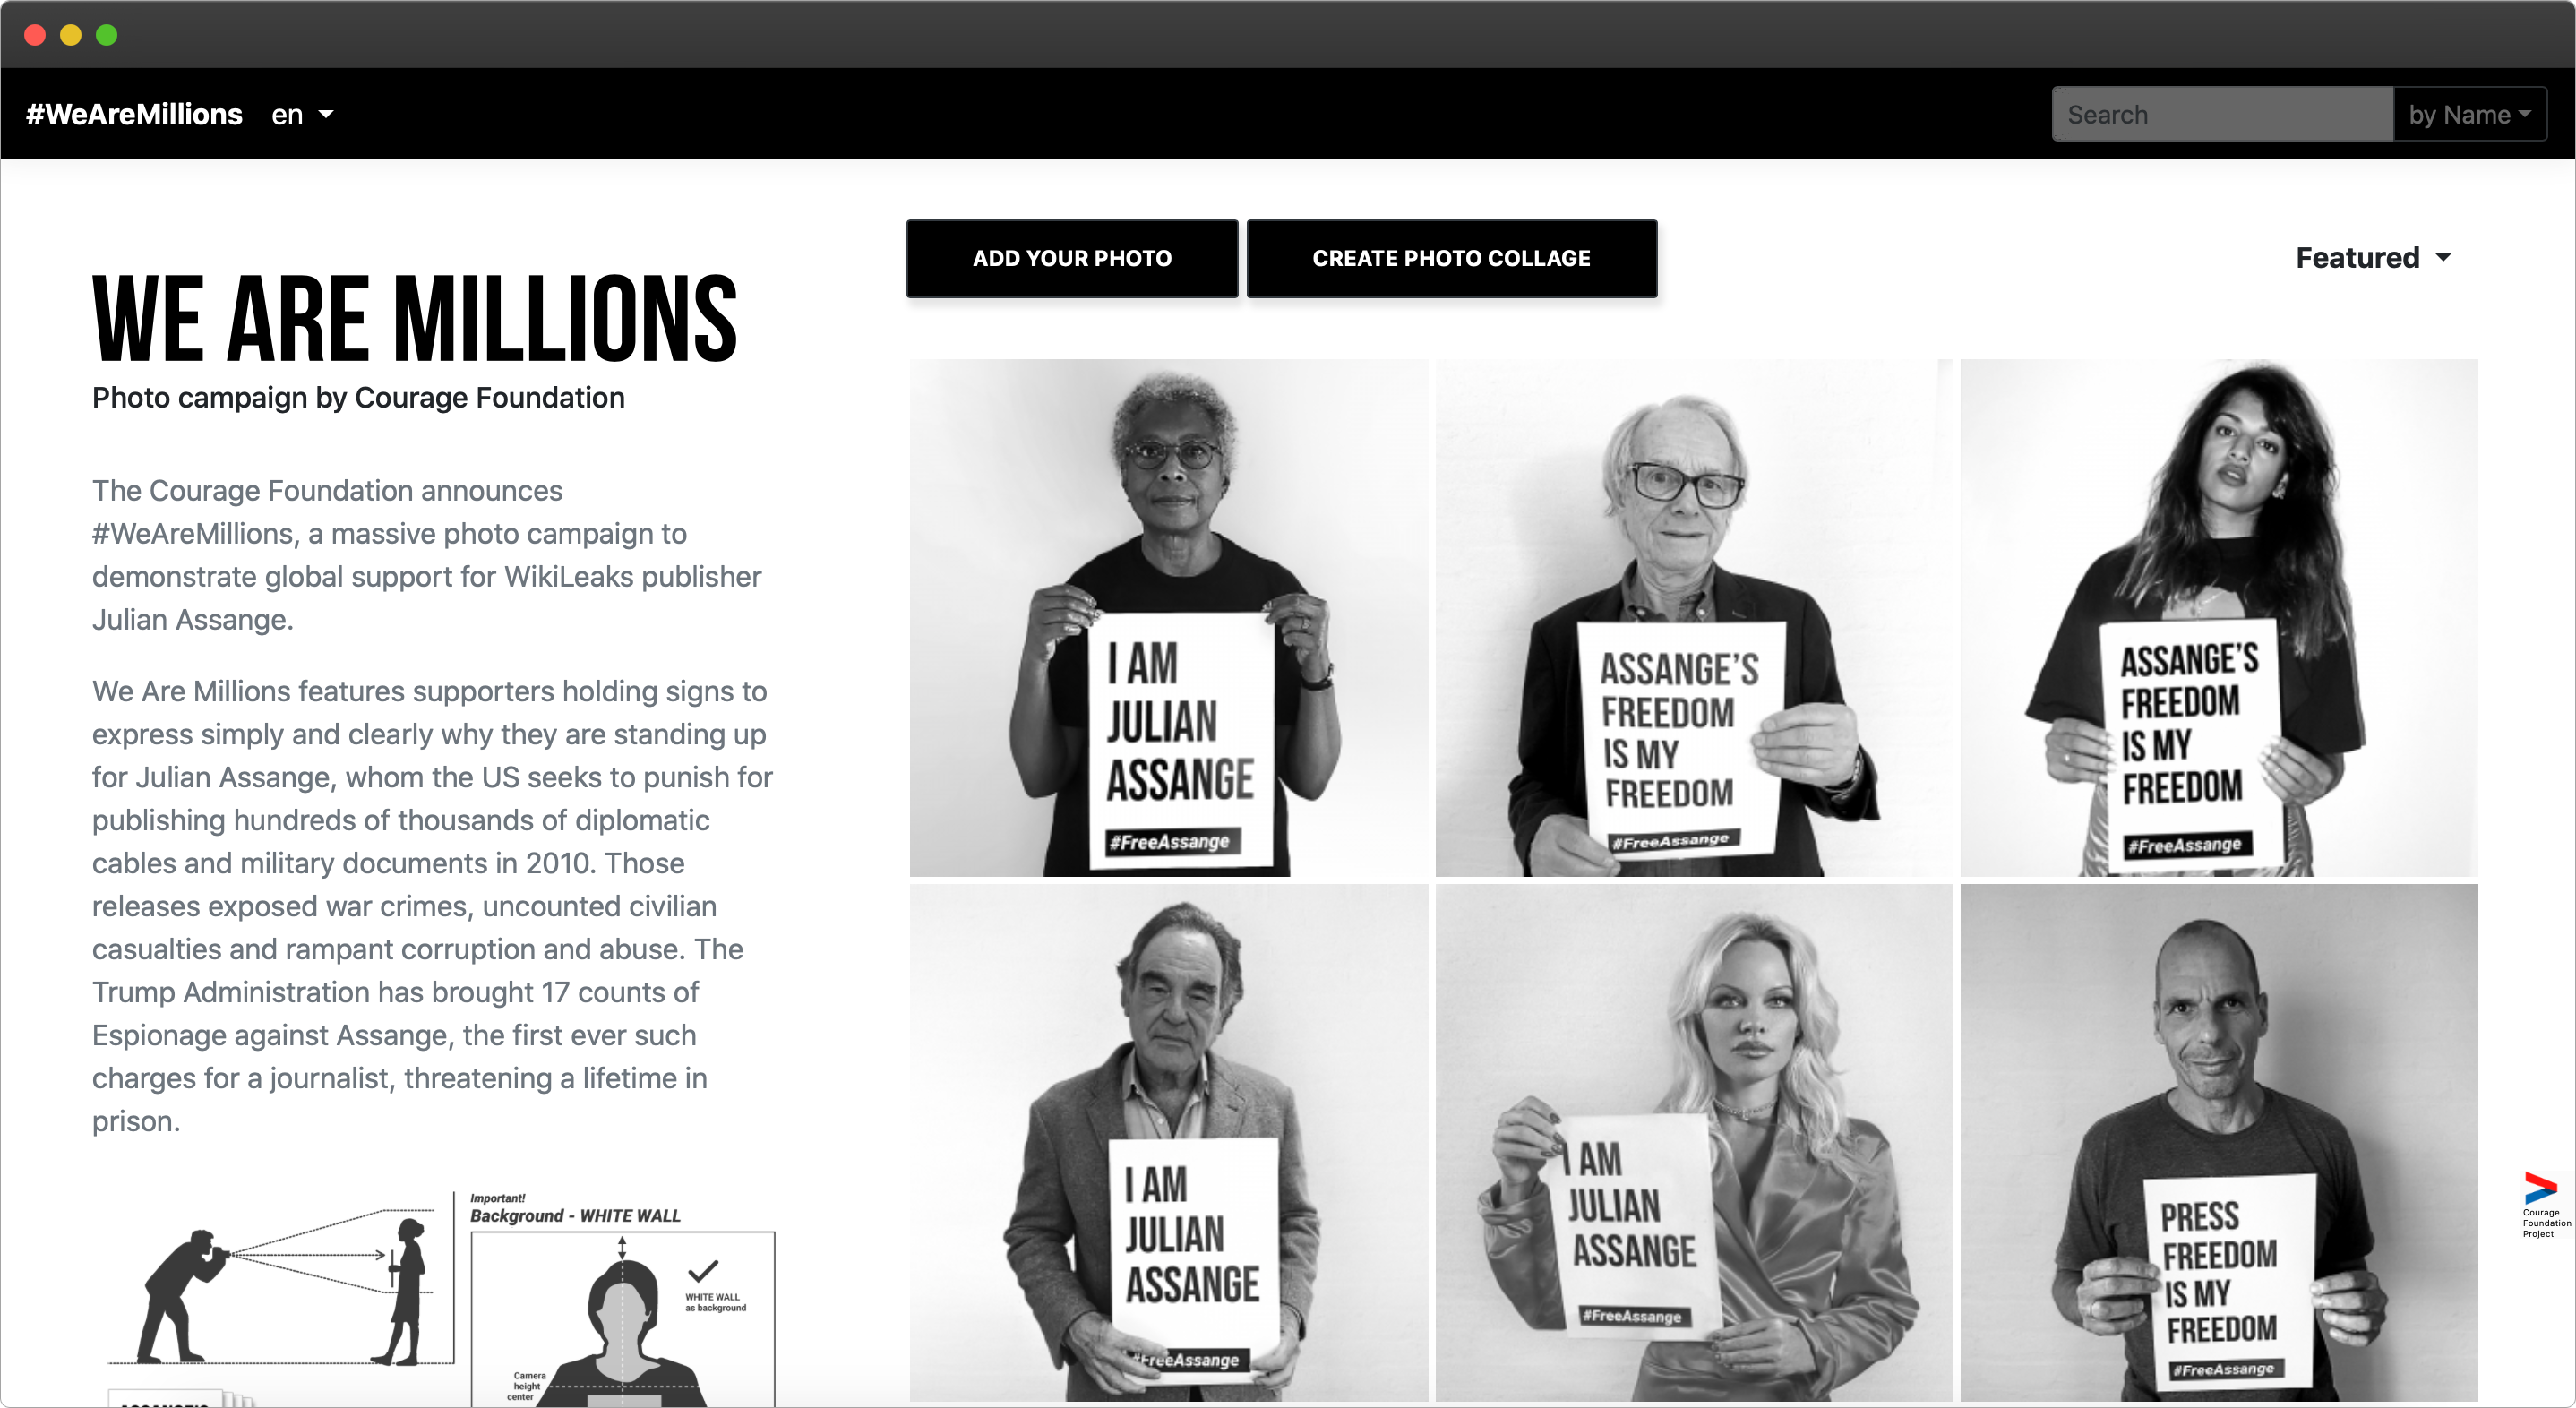 #WeAreMillions en
Search by Name
WE ARE MILLIONS
Photo campaign by Courage Foundation
The Courage Foundation announces
#WeAreMillions, a massive photo campaign to
demonstrate global support for WikiLeaks publisher
Julian Assange.
We Are Millions features supporters holding signs to
express simply and clearly why they are standing up
for Julian Assange, whom the US seeks to punish for
publishing hundreds of thousands of diplomatic
cables and military documents in 2010. Those
releases exposed war crimes, uncounted civilian
casualties and rampant corruption and abuse. The
Trump Administration has brought 17 counts of
Espionage against Assange, the first ever such
charges for a journalist, threatening a lifetime in
prison.
Important!
Background - WHITE WALL
WHITE WALL
as background
Camera
height
center
ADD YOUR PHOTO
CREATE PHOTO COLLAGE
Featured
I AM
JULIAN
ASSANGE
#FreeAssange
ASSANGE'S
FREEDOM
IS MY
FREEDOM
#FreeAssange
ASSANGE'S
FREEDOM
IS MY
FREEDOM
#FreeAssange
I AM
JULIAN
ASSANGE
#FreeAssange
I AM
JULIAN
ASSANGE
#FreeAssange
PRESS
FREEDOM
IS MY
FREEDOM
#FreeAssange
Courage
Foundation
Project